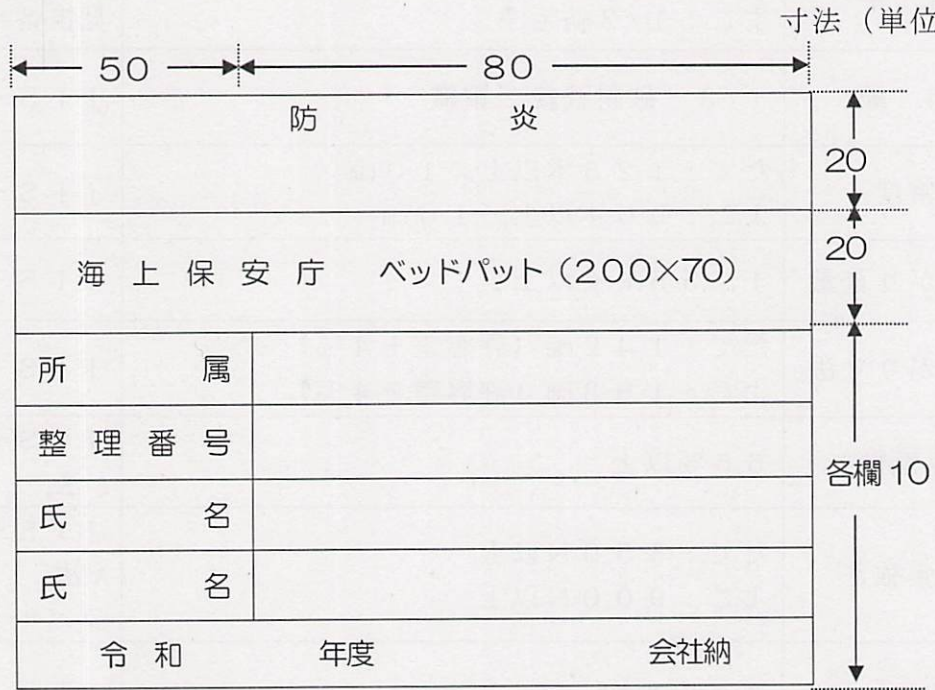 寸法（単位
50 80
防 炎
20
海 上 保 安 庁 ベッドパット（200×70）
20
所 属
整 理 番 号
氏 名
氏 名
各欄10
令 和 年度 会社納